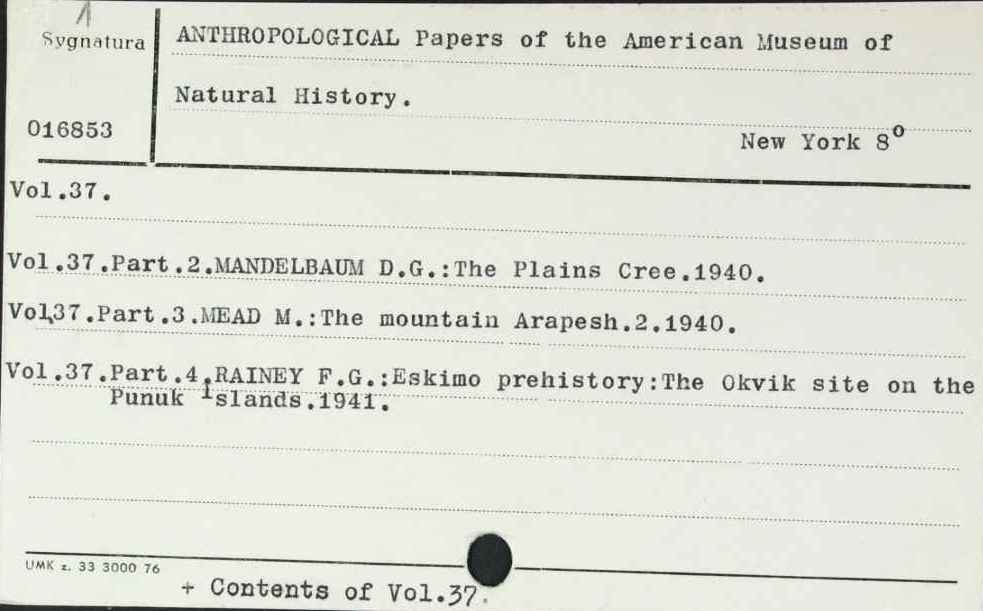 Sygnatura
ANTHROPOLOGICAL Papers of the American Museum of
Natural History.
016853
New York 8°
Vol.37.
Vol.37.Part.2.MANDELBAUM D.G.:The Plains Cree.1940.
Vol.37.Part.3.MEAD M.:The mountain Arapesh.2.1940.
Vol.37.Part.4.RAINEY F.G.:Eskimo prehistory:The Okvik site on the
Punuk Islands.1941.
UMK z. 33 3000 76
+ Contents of Vol.37.